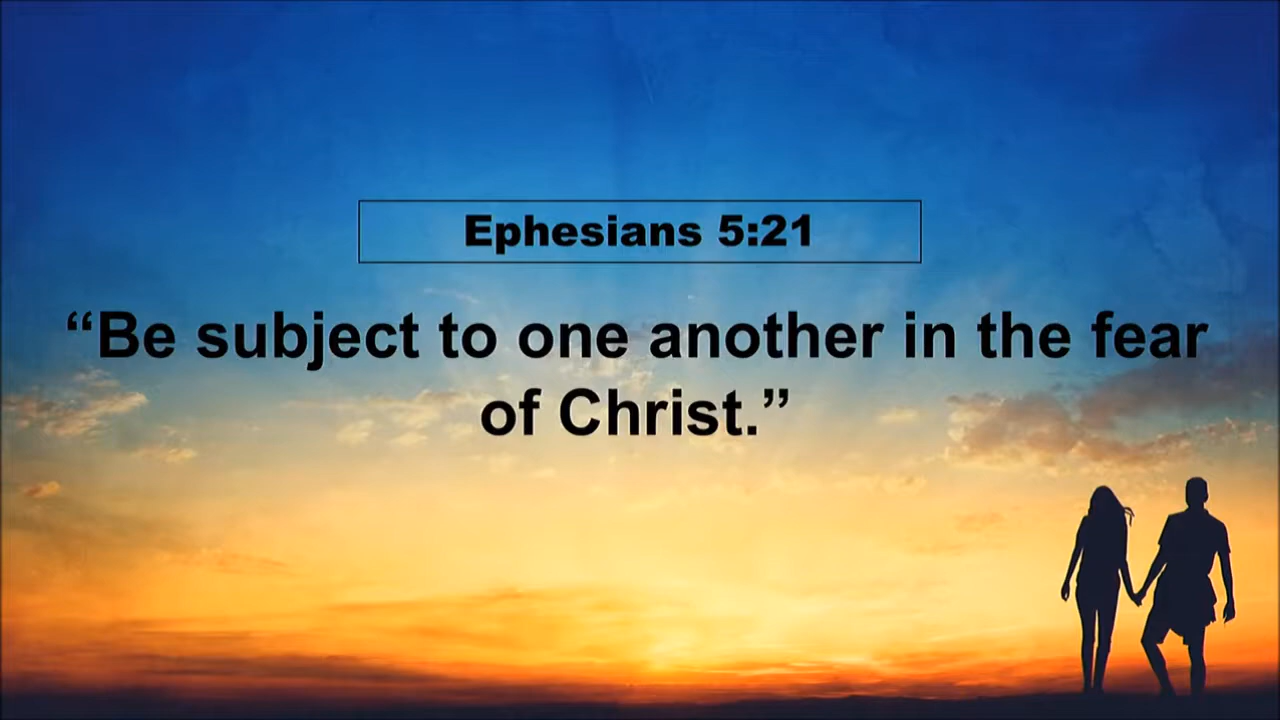 Ephesians 5:21
“Be subject to one another in the fear
of Christ.”